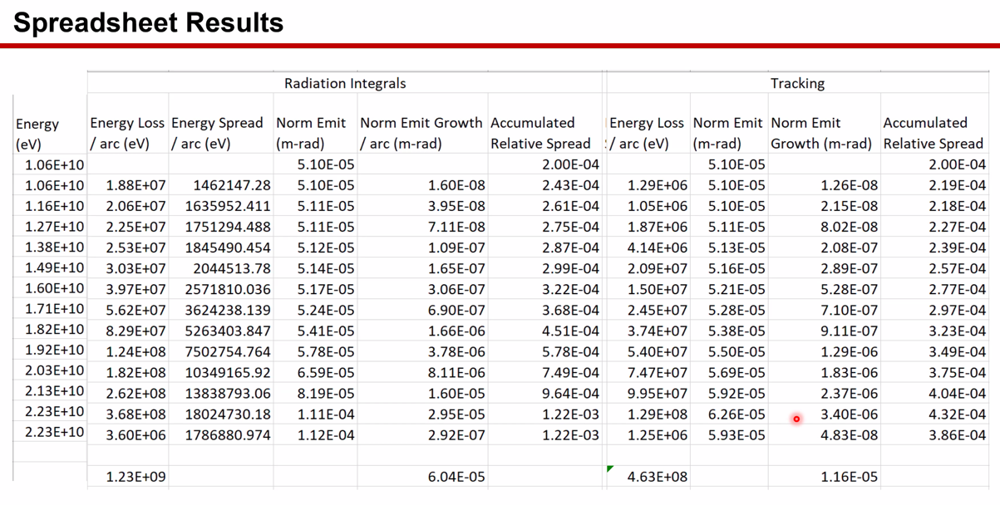 Spreadsheet Results
Radiation Integrals Tracking
Energy (eV) Energy Loss / arc (eV) Energy Spread / arc (eV) Norm Emit (m-rad) Norm Emit Growth / arc (m-rad) Accumulated Relative Spread Energy Loss / arc (eV) Norm Emit (m-rad) Norm Emit Growth (m-rad) Accumulated Relative Spread
1.06E+10 5.10E-05 2.00E-04 5.10E-05 2.00E-04
1.06E+10 1.88E+07 1462147.28 5.10E-05 1.60E-08 2.43E-04 1.29E+06 5.10E-05 1.26E-08 2.19E-04
1.16E+10 2.06E+07 1635952.411 5.11E-05 3.95E-08 2.61E-04 1.05E+06 5.10E-05 2.15E-08 2.18E-04
1.27E+10 2.25E+07 1751294.488 5.11E-05 7.11E-08 2.75E-04 1.87E+06 5.11E-05 8.02E-08 2.27E-04
1.38E+10 2.53E+07 1845490.454 5.12E-05 1.09E-07 2.87E-04 4.14E+06 5.13E-05 2.08E-07 2.39E-04
1.49E+10 3.03E+07 2044513.78 5.14E-05 1.65E-07 2.99E-04 2.09E+07 5.16E-05 2.89E-07 2.57E-04
1.60E+10 3.97E+07 2571810.036 5.17E-05 3.06E-07 3.22E-04 1.50E+07 5.21E-05 5.28E-07 2.77E-04
1.71E+10 5.62E+07 3624238.139 5.24E-05 6.90E-07 3.68E-04 2.45E+07 5.28E-05 7.10E-07 2.97E-04
1.82E+10 8.29E+07 5263403.847 5.41E-05 1.66E-06 4.51E-04 3.74E+07 5.38E-05 9.11E-07 3.23E-04
1.92E+10 1.24E+08 7502754.764 5.78E-05 3.78E-06 5.78E-04 5.40E+07 5.50E-05 1.29E-06 3.49E-04
2.03E+10 1.82E+08 10349165.92 6.59E-05 8.11E-06 7.49E-04 7.47E+07 5.69E-05 1.83E-06 3.75E-04
2.13E+10 2.62E+08 13838793.06 8.19E-05 1.60E-05 9.64E-04 9.95E+07 5.92E-05 2.37E-06 4.04E-04
2.23E+10 3.68E+08 18024730.18 1.11E-04 2.95E-05 1.22E-03 1.29E+08 6.26E-05 3.40E-06 4.32E-04
2.23E+10 3.60E+06 1786880.974 1.12E-04 2.92E-07 1.22E-03 1.25E+06 5.93E-05 4.83E-08 3.86E-04
1.23E+09 6.04E-05 4.63E+08 1.16E-05